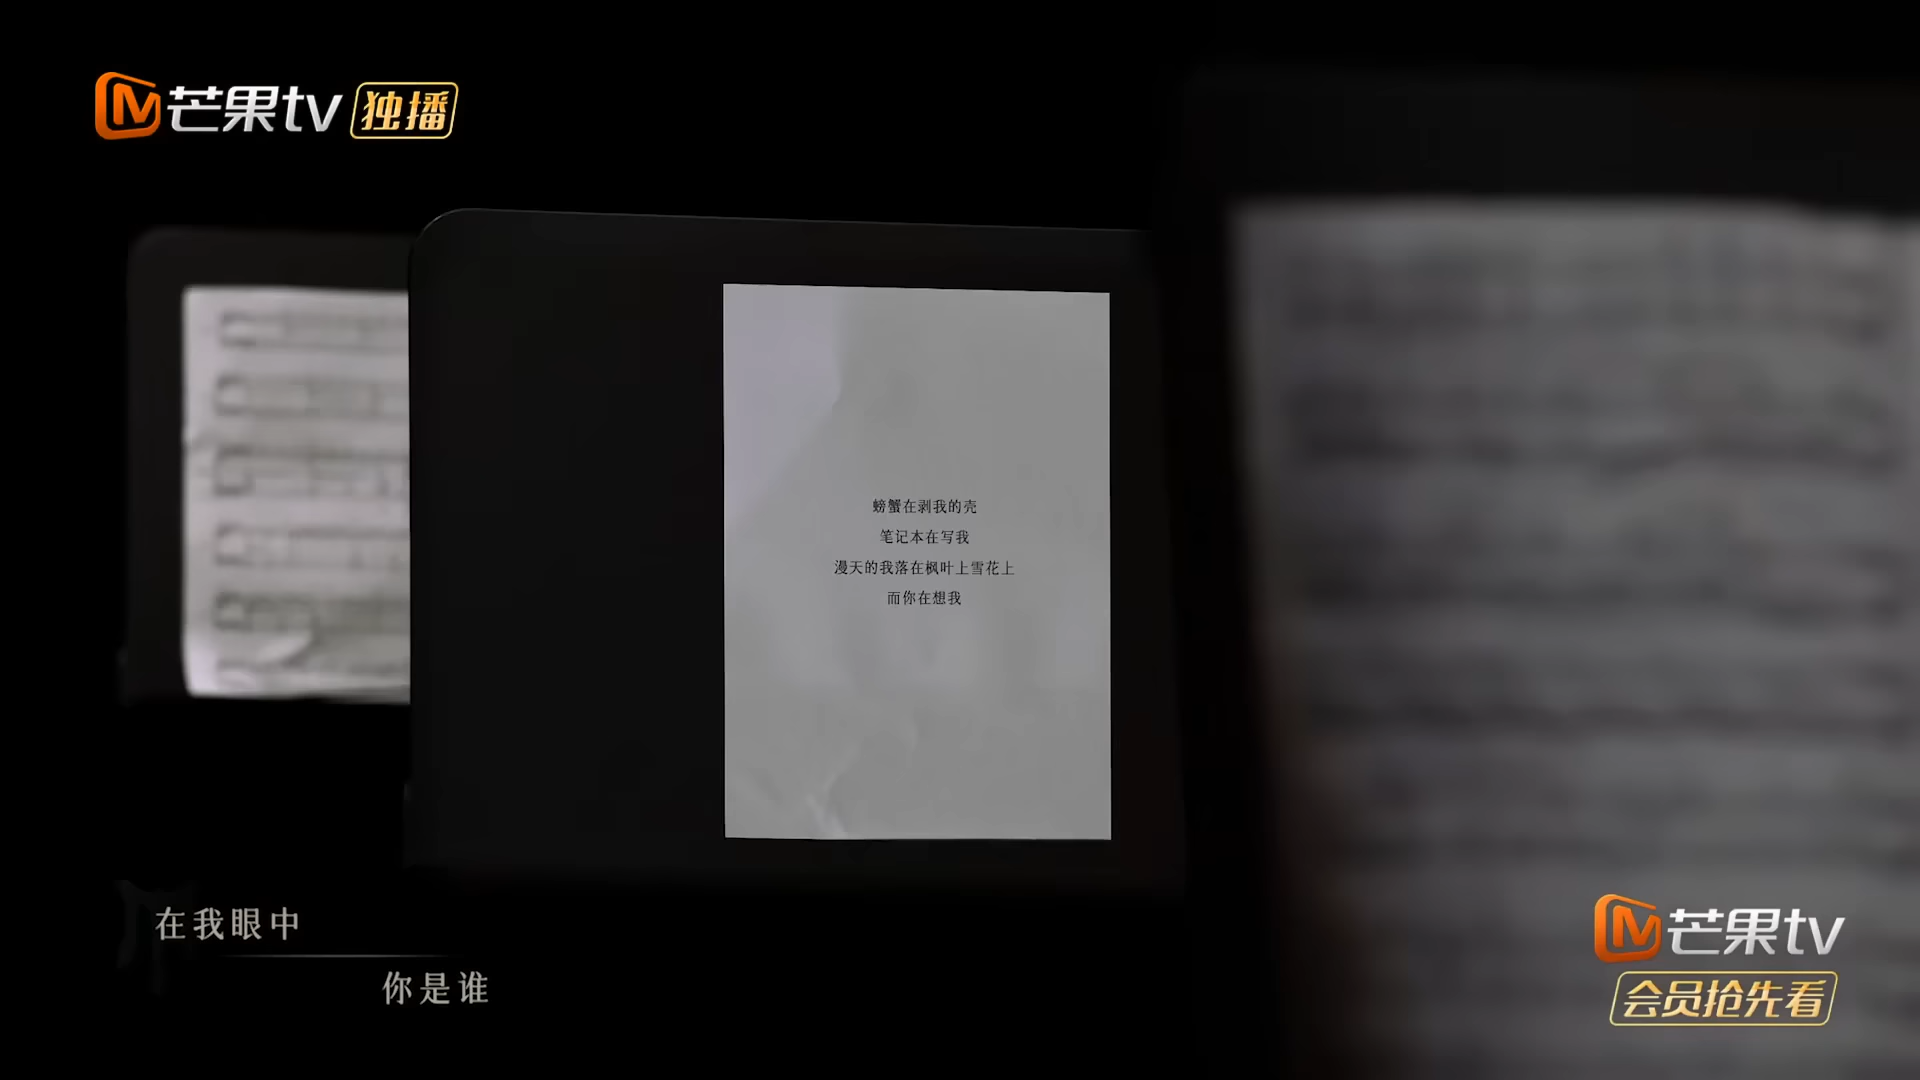 芒果tv 独播
螃蟹在剥我的壳
笔记本在写我
漫天的我落在枫叶上雪花上
而你在想我
在我眼中
你是谁
芒果tv
会员抢先看